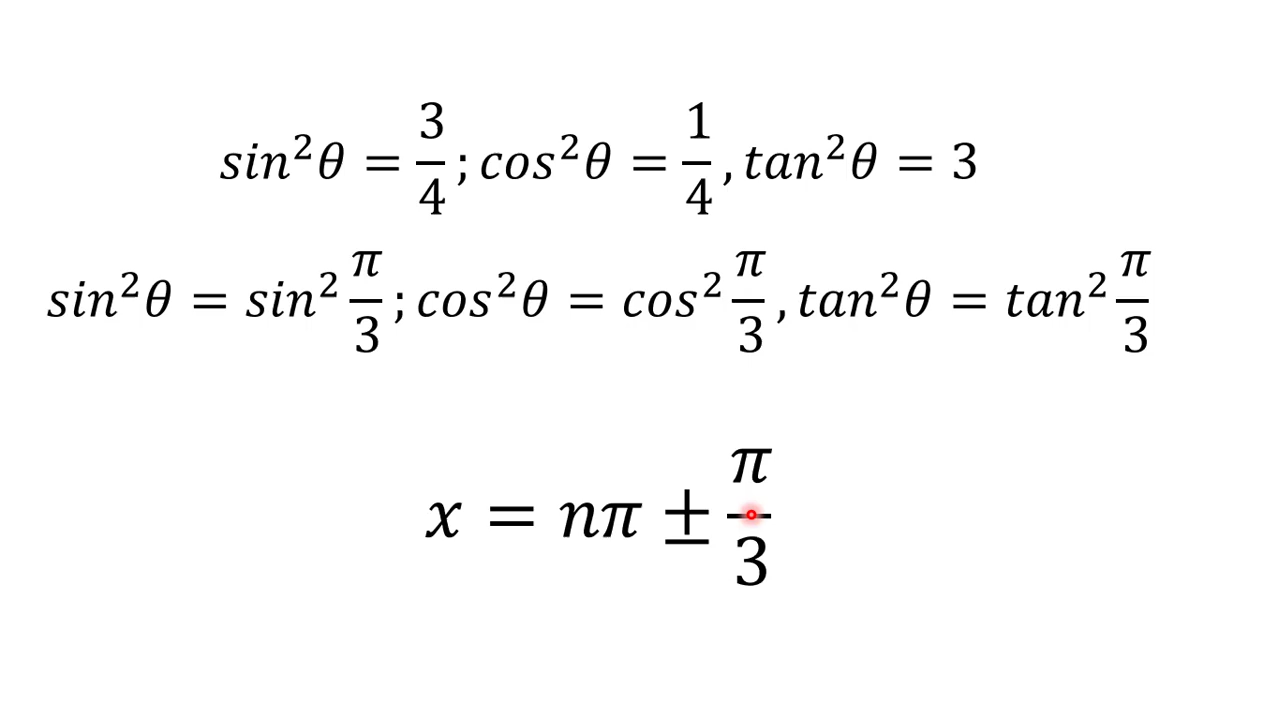 sin²θ = 3/4 ; cos²θ = 1/4 , tan²θ = 3
sin²θ = sin² π/3 ; cos²θ = cos² π/3 , tan²θ = tan² π/3
x = nπ ± π/3